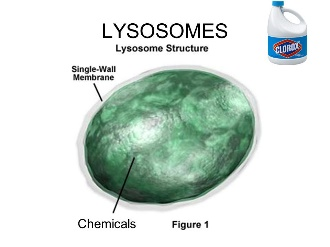 LYSOSOMES
Lysosome Structure
CLOROX
Single-Wall
Membrane
Chemicals
Figure 1